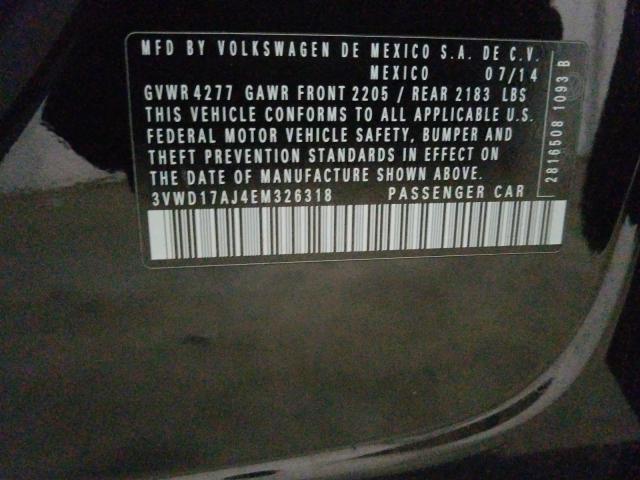 MFD BY VOLKSWAGEN DE MEXICO S.A. DE C.V.
MEXICO 07/14
GVWR 4277 GAWR FRONT 2205 / REAR 2183 LBS
THIS VEHICLE CONFORMS TO ALL APPLICABLE U.S.
FEDERAL MOTOR VEHICLE SAFETY, BUMPER AND
THEFT PREVENTION STANDARDS IN EFFECT ON
THE DATE OF MANUFACTURE SHOWN ABOVE.
3VWD17AJ4EM326318 PASSENGER CAR
2816508 1093 B